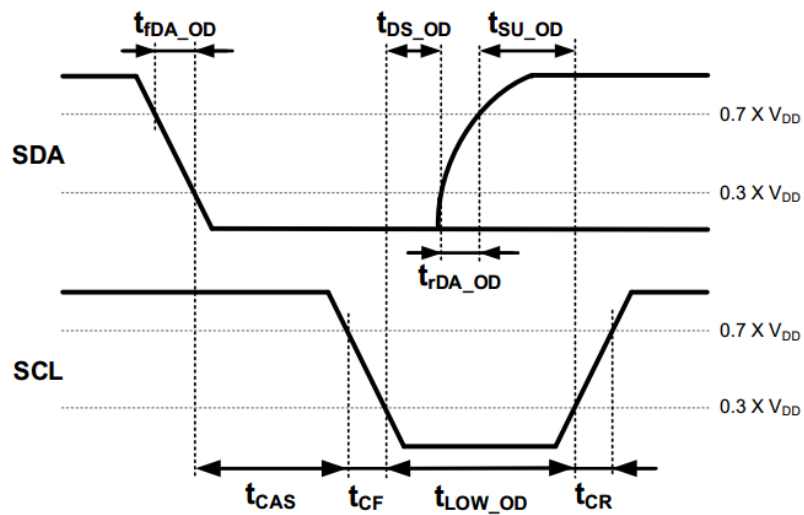 tfDA_OD tDS_OD tSU_OD
0.7 X VDD
SDA
0.3 X VDD
trDA_OD
0.7 X VDD
SCL
0.3 X VDD
tCAS tCF tLOW_OD tCR